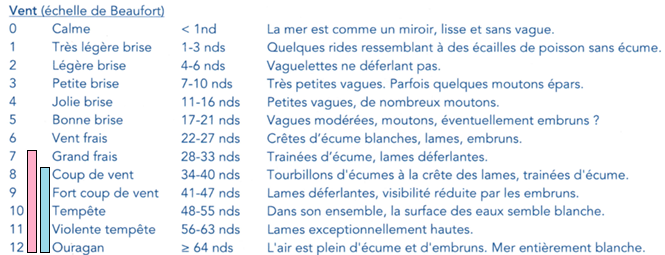 Vent (échelle de Beaufort)
0 Calme < 1nd La mer est comme un miroir, lisse et sans vague.
1 Très légère brise 1-3 nds Quelques rides ressemblant à des écailles de poisson sans écume.
2 Légère brise 4-6 nds Vaguelettes ne déferlant pas.
3 Petite brise 7-10 nds Très petites vagues. Parfois quelques moutons épars.
4 Jolie brise 11-16 nds Petites vagues, de nombreux moutons.
5 Bonne brise 17-21 nds Vagues modérées, moutons, éventuellement embruns ?
6 Vent frais 22-27 nds Crêtes d'écume blanches, lames, embruns.
7 Grand frais 28-33 nds Trainées d'écume, lames déferlantes.
8 Coup de vent 34-40 nds Tourbillons d'écumes à la crête des lames, trainées d'écume.
9 Fort coup de vent 41-47 nds Lames déferlantes, visibilité réduite par les embruns.
10 Tempête 48-55 nds Dans son ensemble, la surface des eaux semble blanche.
11 Violente tempête 56-63 nds Lames exceptionnellement hautes.
12 Ouragan ≥ 64 nds L'air est plein d'écume et d'embruns. Mer entièrement blanche.